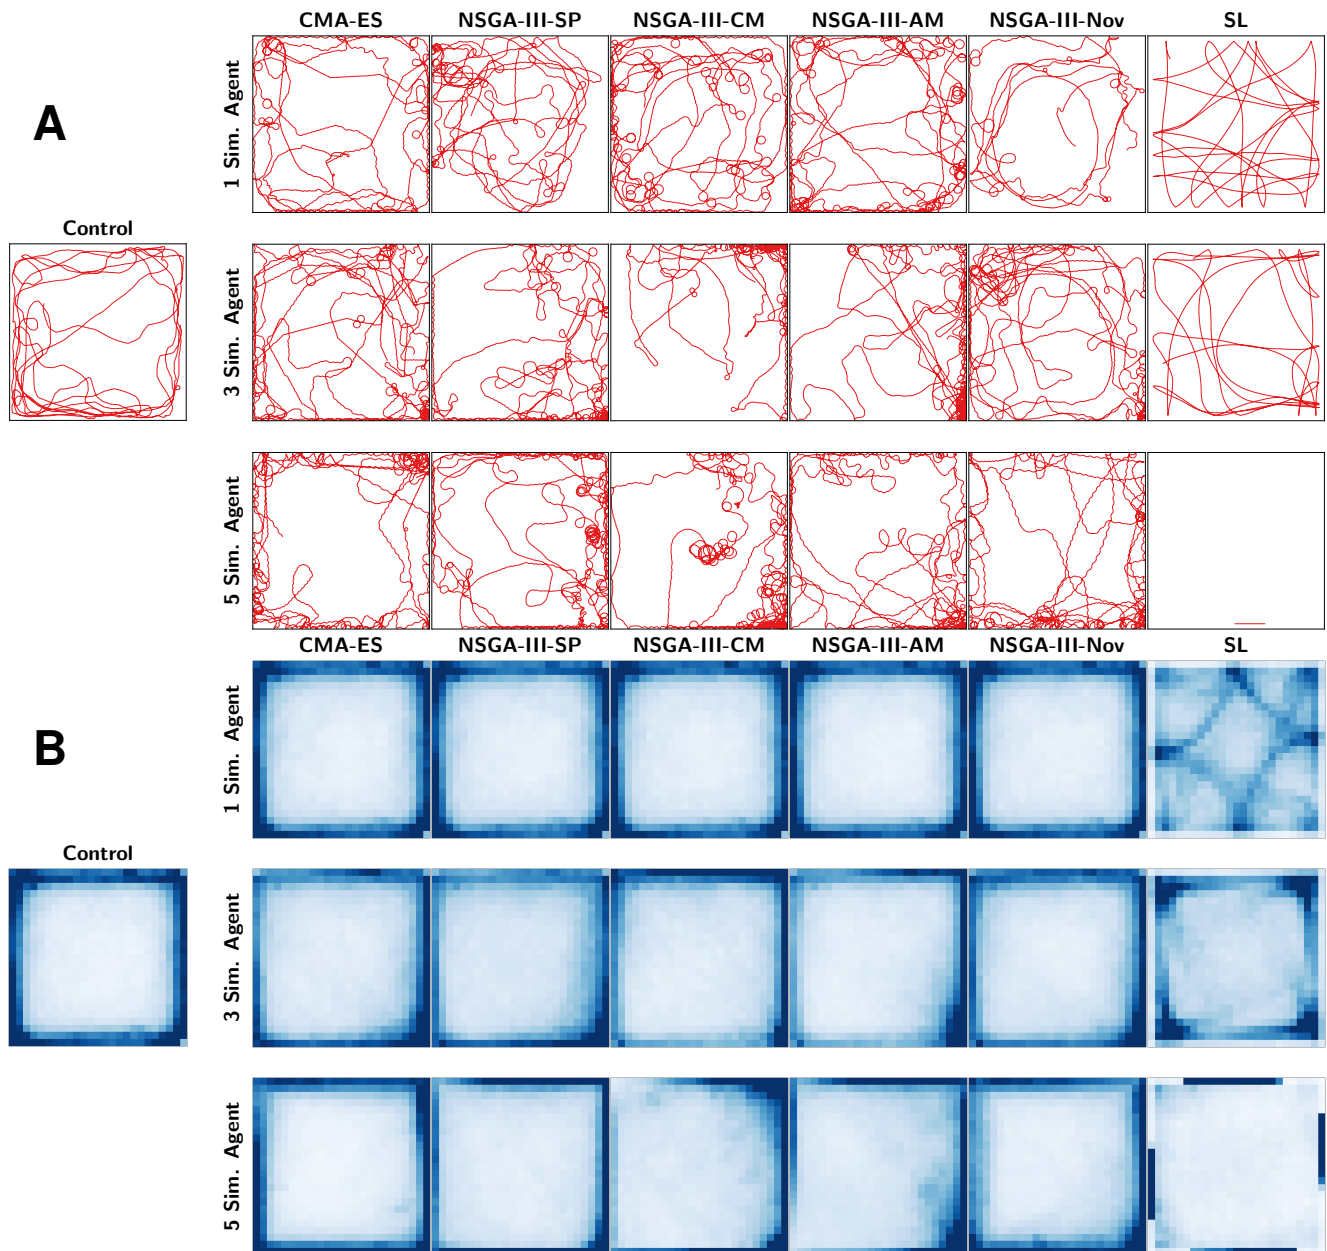 CMA-ES NSGA-III-SP NSGA-III-CM NSGA-III-AM NSGA-III-Nov SL
A
1 Sim. Agent
Control
3 Sim. Agent
5 Sim. Agent
CMA-ES NSGA-III-SP NSGA-III-CM NSGA-III-AM NSGA-III-Nov SL
B
1 Sim. Agent
Control
3 Sim. Agent
5 Sim. Agent